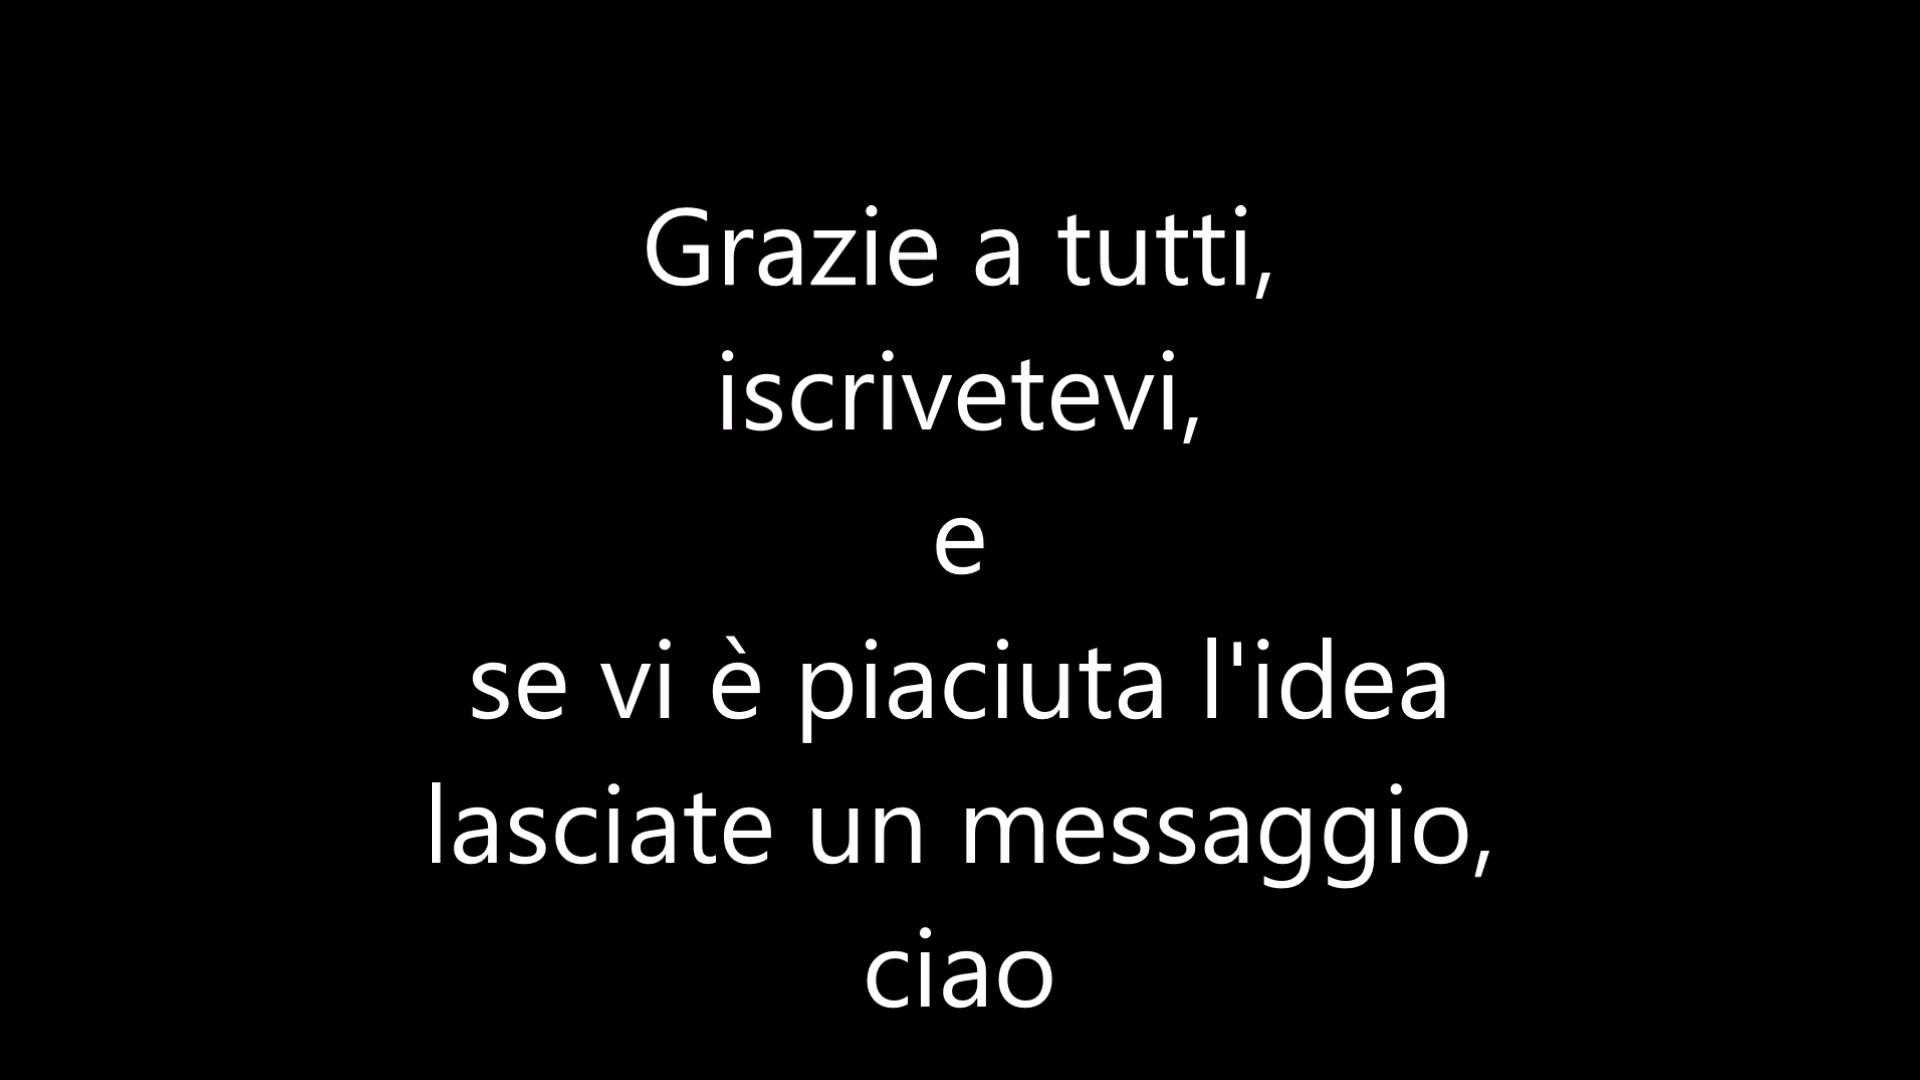 Grazie a tutti,
iscrivetevi,
e
se vi è piaciuta l'idea
lasciate un messaggio,
ciao